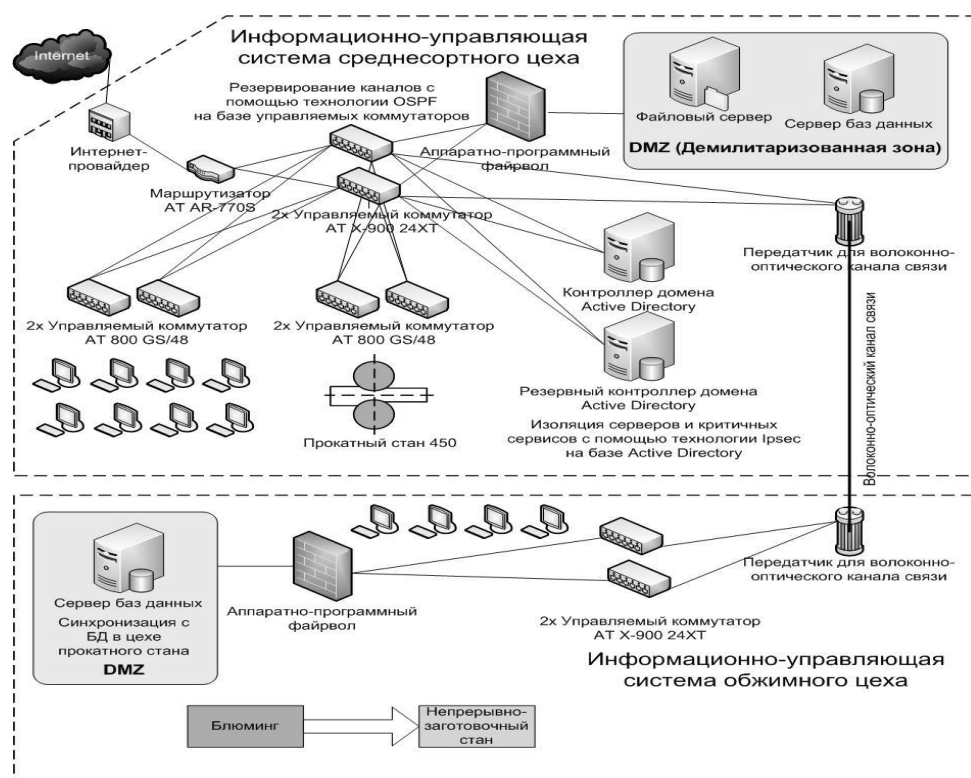 Internet
Информационно-управляющая
система среднесортного цеха
Резервирование каналов с
помощью технологии OSPF
на базе управляемых коммутаторов
Файловый сервер
Сервер баз данных
DMZ (Демилитаризованная зона)
Интернет-
провайдер
Аппаратно-программный
файрвол
Маршрутизатор
AT AR-770S
2x Управляемый коммутатор
AT X-900 24XT
Передатчик для волоконно-
оптического канала связи
Контроллер домена
Active Directory
2x Управляемый коммутатор
AT 800 GS/48
2x Управляемый коммутатор
AT 800 GS/48
Волоконно-оптический канал связи
Резервный контроллер домена
Active Directory
Прокатный стан 450
Изоляция серверов и критичных
сервисов с помощью технологии Ipsec
на базе Active Directory
Передатчик для волоконно-
оптического канала связи
Сервер баз данных
Синхронизация с
БД в цехе
прокатного стана
DMZ
Аппаратно-программный
файрвол
2x Управляемый коммутатор
AT X-900 24XT
Информационно-управляющая
система обжимного цеха
Блюминг
Непрерывно-
заготовочный
стан